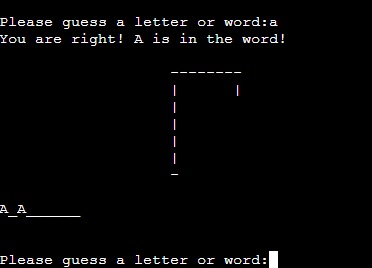 Please guess a letter or word:a
You are right! A is in the word!
--------
|       |
|
|
|
|
-
A_A______
Please guess a letter or word: